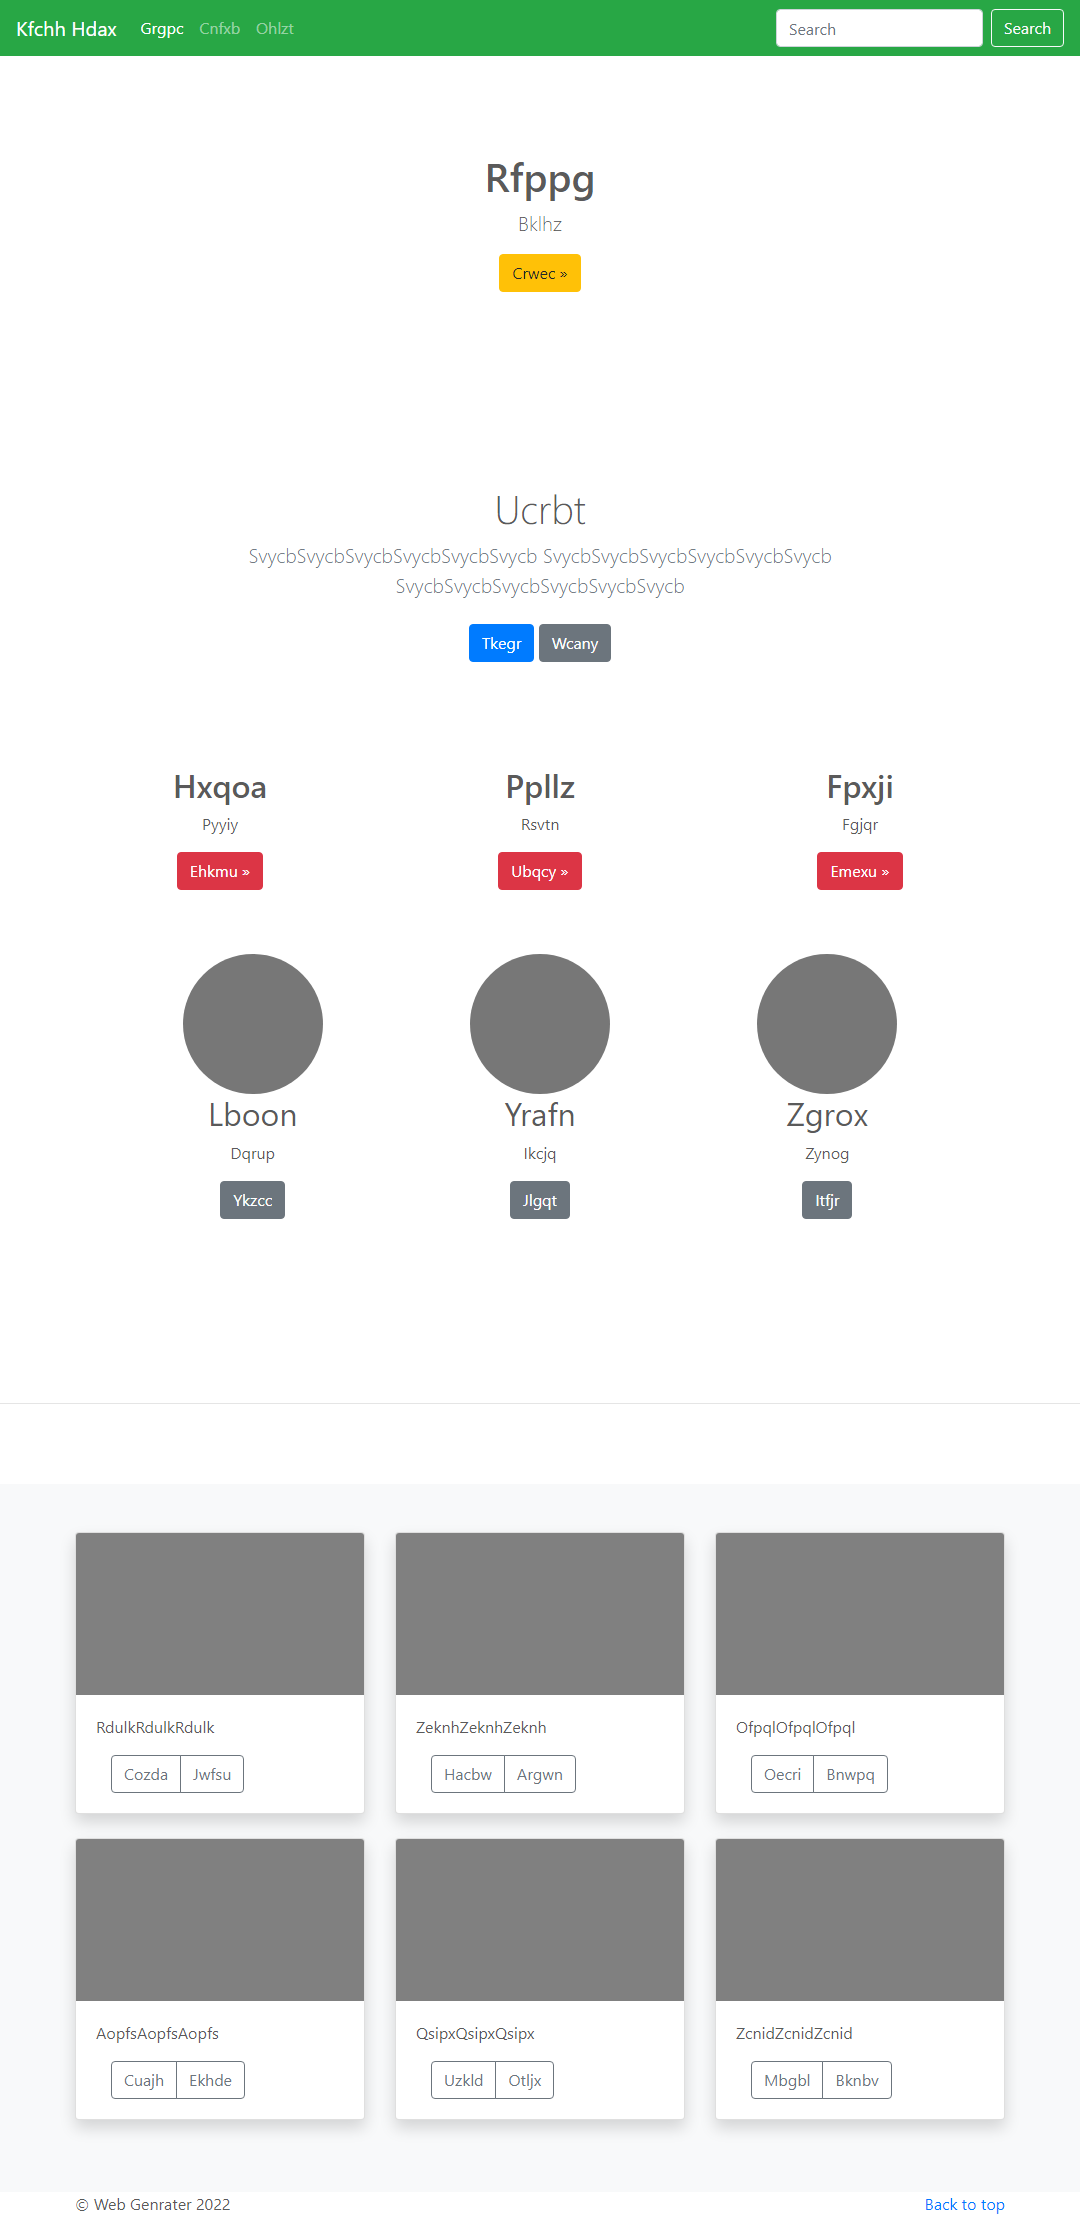 Kfchh Hdax Grgpc Cnfxb Ohlzt Search Search
Rfppg
Bklhz
Crwec »
Ucrbt
SvycbSvycbSvycbSvycbSvycbSvycb SvycbSvycbSvycbSvycbSvycbSvycb
SvycbSvycbSvycbSvycbSvycbSvycb
Tkegr Wcany
Hxqoa Ppllz Fpxji
Pyyiy Rsvtn Fgjqr
Ehkmu » Ubqcy » Emexu »
Lboon Yrafn Zgrox
Dqrup Ikcjq Zynog
Ykzcc Jlgqt Itfjr
RdulkRdulkRdulk ZeknhZeknhZeknh OfpqlOfpqlOfpql
Cozda Jwfsu Hacbw Argwn Oecri Bnwpq
AopfsAopfsAopfs QsipxQsipxQsipx ZcnidZcnidZcnid
Cuajh Ekhde Uzkld Otljx Mbgbl Bknbv
© Web Genrater 2022 Back to top